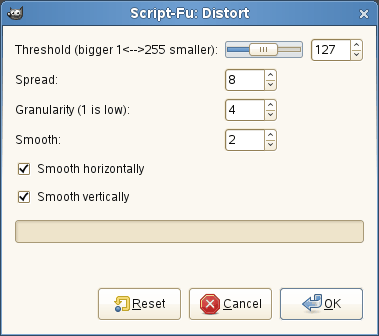 Script-Fu: Distort
Threshold (bigger 1<-->255 smaller): 127
Spread: 8
Granularity (1 is low): 4
Smooth: 2
Smooth horizontally
Smooth vertically
Reset Cancel OK